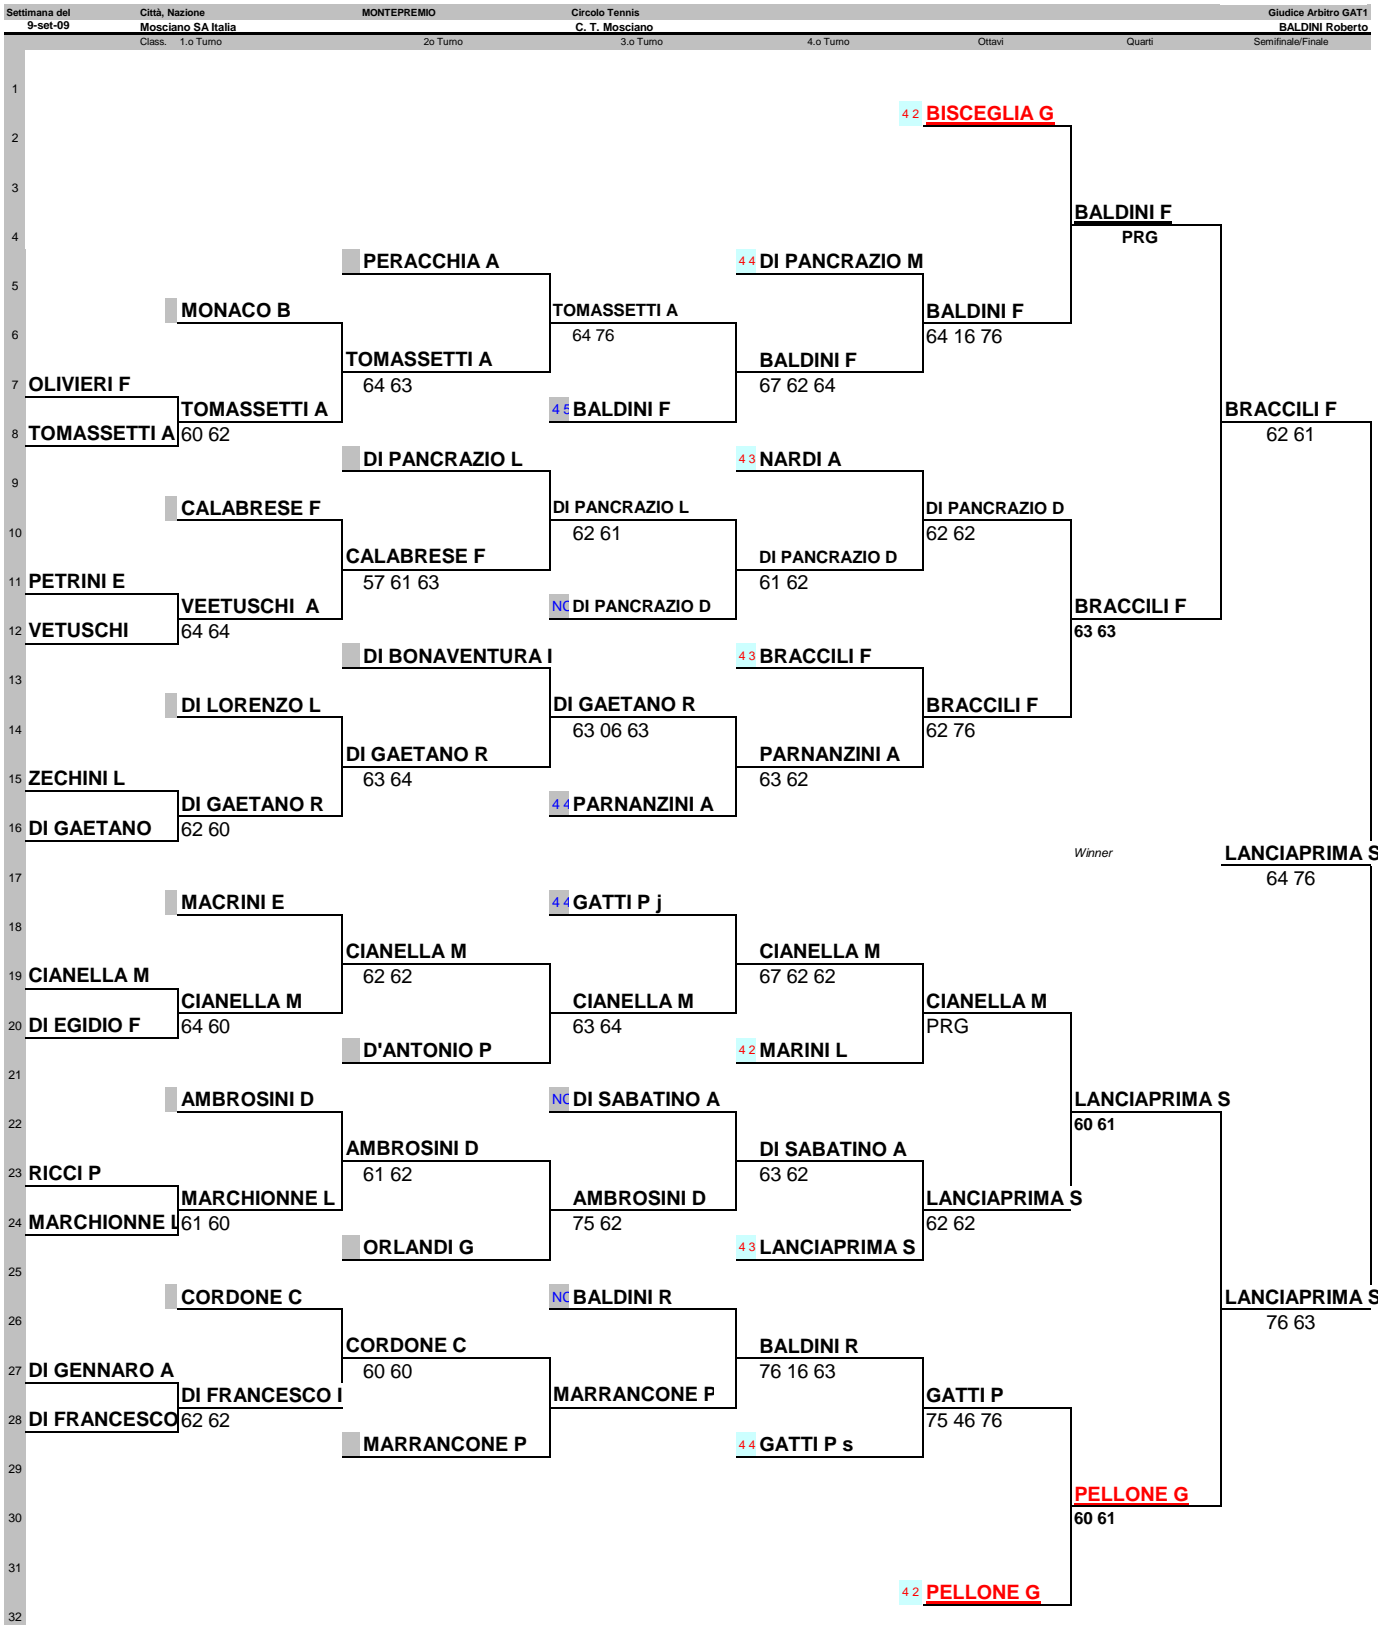 Settimana del Città, Nazione MONTEPREMIO Circolo Tennis Giudice Arbitro GAT1
9-set-09 Mosciano SA Italia C. T. Mosciano BALDINI Roberto
Class. 1.o Turno 2o Turno 3.o Turno 4.o Turno Ottavi Quarti Semifinale/Finale
1
4 2 BISCEGLIA G
2
3
BALDINI F
4 PRG
PERACCHIA A 4 4 DI PANCRAZIO M
5
MONACO B TOMASSETTI A BALDINI F
6 64 76 64 16 76
TOMASSETTI A BALDINI F
7 OLIVIERI F 64 63 67 62 64
TOMASSETTI A 4 5 BALDINI F BRACCILI F
8 TOMASSETTI A 60 62 62 61
DI PANCRAZIO L 4 3 NARDI A
9
CALABRESE F DI PANCRAZIO L DI PANCRAZIO D
10 62 61 62 62
CALABRESE F DI PANCRAZIO D
11 PETRINI E 57 61 63 61 62
VEETUSCHI A NC DI PANCRAZIO D BRACCILI F
12 VETUSCHI 64 64 63 63
DI BONAVENTURA 4 3 BRACCILI F
13
DI LORENZO L DI GAETANO R BRACCILI F
14 63 06 63 62 76
DI GAETANO R PARNANZINI A
15 ZECHINI L 63 64 63 62
DI GAETANO R 4 4 PARNANZINI A
16 DI GAETANO 62 60
Winner LANCIAPRIMA S
17 64 76
MACRINI E 4 4 GATTI P j
18
CIANELLA M CIANELLA M
19 CIANELLA M 62 62 67 62 62
CIANELLA M CIANELLA M CIANELLA M
20 DI EGIDIO F 64 60 63 64 PRG
D'ANTONIO P 4 2 MARINI L
21
AMBROSINI D NC DI SABATINO A LANCIAPRIMA S
22 60 61
AMBROSINI D DI SABATINO A
23 RICCI P 61 62 63 62
MARCHIONNE L AMBROSINI D LANCIAPRIMA S
24 MARCHIONNE L 61 60 75 62 62 62
ORLANDI G 4 3 LANCIAPRIMA S
25
CORDONE C NC BALDINI R LANCIAPRIMA S
26 76 63
CORDONE C BALDINI R
27 DI GENNARO A 60 60 76 16 63
DI FRANCESCO MARRANCONE P GATTI P
28 DI FRANCESCO 62 62 75 46 76
MARRANCONE P 4 4 GATTI P s
29
PELLONE G
30 60 61
31
4 2 PELLONE G
32